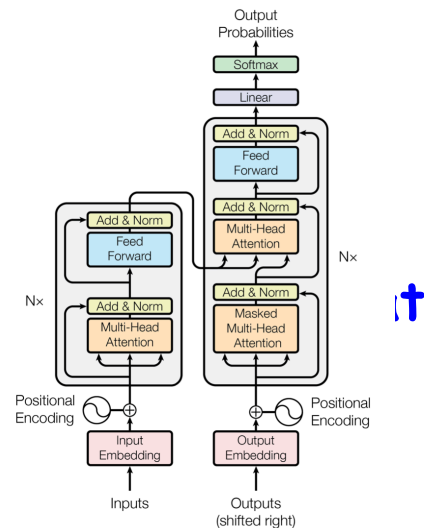 Output
Probabilities
Softmax
Linear
Add & Norm
Feed
Forward
Add & Norm
Multi-Head
Attention
Add & Norm
Masked
Multi-Head
Attention
Nx
Add & Norm
Feed
Forward
Add & Norm
Multi-Head
Attention
N×
Positional
Encoding
Positional
Encoding
Input
Embedding
Output
Embedding
Inputs
Outputs
(shifted right)